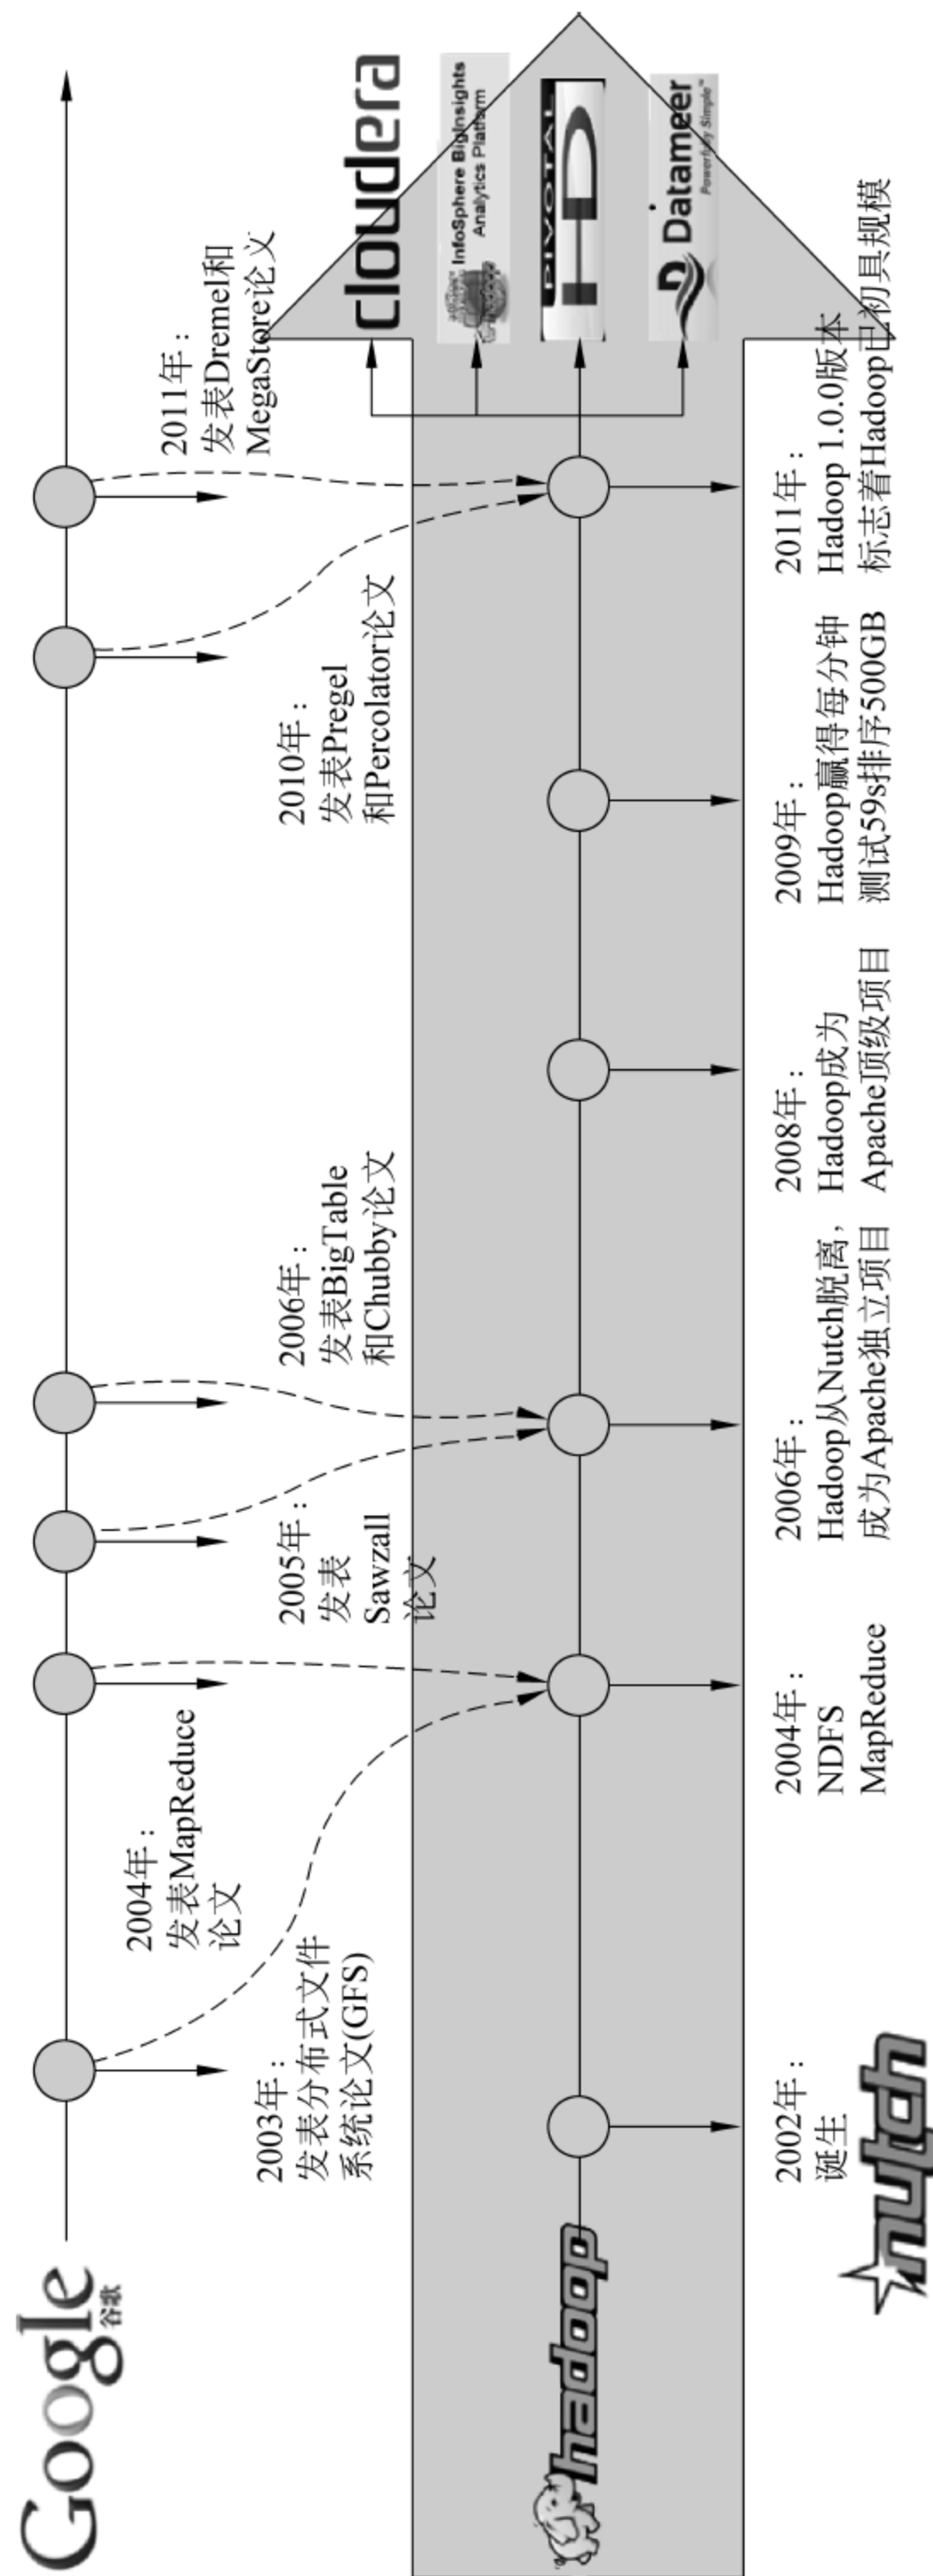 Google
谷歌
2003年：
发表分布式文件
系统论文(GFS)
2004年：
发表MapReduce
论文
2005年：
发表
Sawzall
论文
2006年：
发表BigTable
和Chubby论文
2010年：
发表Pregel
和Percolator论文
2011年：
发表Dremel和
MegaStore论文
hadoop
cloudera
InfoSphere BigInsights
Analytics Platform
PIVOTAL
HD
Datameer
Powerfully Simple™
2002年：
诞生
nutch
2004年：
NDFS
MapReduce
2006年：
Hadoop从Nutch脱离，
成为Apache独立项目
2008年：
Hadoop成为
Apache顶级项目
2009年：
Hadoop赢得每分钟
测试59s排序500GB
2011年：
Hadoop 1.0.0版本
标志着Hadoop已初具规模